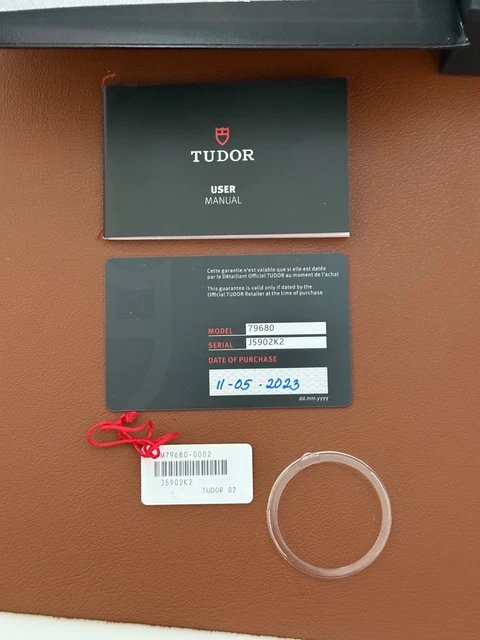 TUDOR
USER
MANUAL
Cette garantie n'est valable que si elle est datée
par le Détaillant Officiel TUDOR au moment de l'achat
This guarantee is valid only if dated by the
Official TUDOR Retailer at the time of purchase
MODEL 79680
SERIAL J5902K2
DATE OF PURCHASE
11-05-2023
dd.mm.yyyy
M79680-0002
J5902K2
TUDOR 02